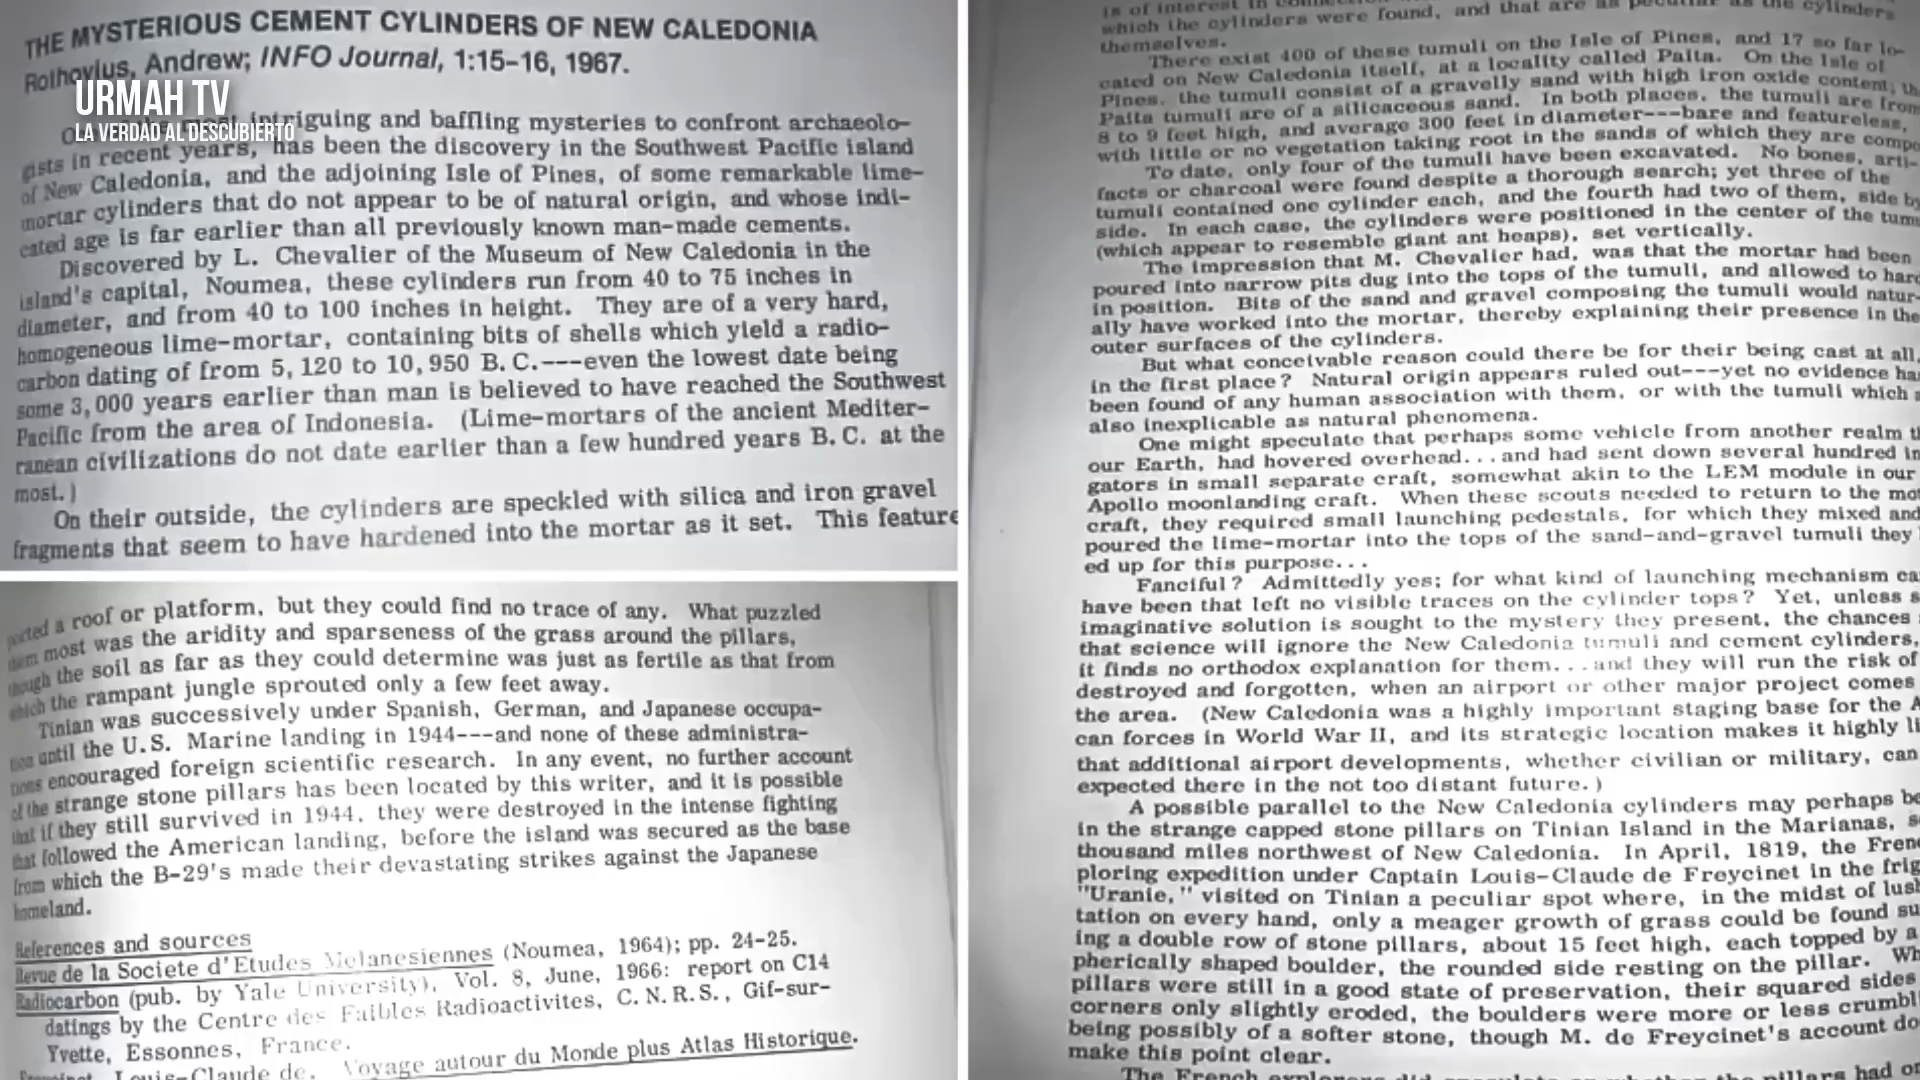 THE MYSTERIOUS CEMENT CYLINDERS OF NEW CALEDONIA
Rothovius, Andrew; INFO Journal, 1:15-16, 1967.
URMAH TV
LA VERDAD AL DESCUBIERTO
intriguing and baffling mysteries to confront archaeolo-
gists in recent years, has been the discovery in the Southwest Pacific island
of New Caledonia, and the adjoining Isle of Pines, of some remarkable lime-
mortar cylinders that do not appear to be of natural origin, and whose indi-
cated age is far earlier than all previously known man-made cements.
Discovered by L. Chevalier of the Museum of New Caledonia in the
island's capital, Noumea, these cylinders run from 40 to 75 inches in
diameter, and from 40 to 100 inches in height. They are of a very hard,
homogeneous lime-mortar, containing bits of shells which yield a radio-
carbon dating of from 5, 120 to 10, 950 B. C.---even the lowest date being
some 3, 000 years earlier than man is believed to have reached the Southwest
Pacific from the area of Indonesia. (Lime-mortars of the ancient Mediter-
ranean civilizations do not date earlier than a few hundred years B. C. at the
most. )
On their outside, the cylinders are speckled with silica and iron gravel
fragments that seem to have hardened into the mortar as it set. This feature
ported a roof or platform, but they could find no trace of any. What puzzled
them most was the aridity and sparseness of the grass around the pillars,
though the soil as far as they could determine was just as fertile as that from
which the rampant jungle sprouted only a few feet away.
Tinian was successively under Spanish, German, and Japanese occupa-
tion until the U. S. Marine landing in 1944---and none of these administra-
tions encouraged foreign scientific research. In any event, no further account
of the strange stone pillars has been located by this writer, and it is possible
that if they still survived in 1944, they were destroyed in the intense fighting
that followed the American landing, before the island was secured as the base
from which the B-29's made their devastating strikes against the Japanese
homeland.
References and sources
Revue de la Societe d'Etudes Melanesiennes (Noumea, 1964); pp. 24-25.
Radiocarbon (pub. by Yale University), Vol. 8, June, 1966: report on C14
datings by the Centre des Faibles Radioactivites, C. N. R. S. , Gif-sur-
Yvette, Essonnes, France.
Louis-Claude de. Voyage autour du Monde plus Atlas Historique.
is of interest in
which the cylinders were found, and that are as peculiar as the cylinders
themselves.
There exist 400 of these tumuli on the Isle of Pines, and 17 so far lo-
cated on New Caledonia itself, at a locality called Paita. On the Isle of
Pines, the tumuli consist of a gravelly sand with high iron oxide content; th
Paita tumuli are of a silicaceous sand. In both places, the tumuli are from
8 to 9 feet high, and average 300 feet in diameter---bare and featureless,
with little or no vegetation taking root in the sands of which they are compo
To date, only four of the tumuli have been excavated. No bones, arti-
facts or charcoal were found despite a thorough search; yet three of the
tumuli contained one cylinder each, and the fourth had two of them, side by
side. In each case, the cylinders were positioned in the center of the tum
(which appear to resemble giant ant heaps), set vertically.
The impression that M. Chevalier had, was that the mortar had been
poured into narrow pits dug into the tops of the tumuli, and allowed to hard
in position. Bits of the sand and gravel composing the tumuli would natur-
ally have worked into the mortar, thereby explaining their presence in the
outer surfaces of the cylinders.
But what conceivable reason could there be for their being cast at all,
in the first place? Natural origin appears ruled out---yet no evidence has
been found of any human association with them, or with the tumuli which a
also inexplicable as natural phenomena.
One might speculate that perhaps some vehicle from another realm th
our Earth, had hovered overhead. . . and had sent down several hundred in
gators in small separate craft, somewhat akin to the LEM module in our
Apollo moonlanding craft. When these scouts needed to return to the mot
craft, they required small launching pedestals, for which they mixed and
poured the lime-mortar into the tops of the sand-and-gravel tumuli they
ed up for this purpose. . .
Fanciful? Admittedly yes; for what kind of launching mechanism ca
have been that left no visible traces on the cylinder tops? Yet, unless s
imaginative solution is sought to the mystery they present, the chances
that science will ignore the New Caledonia tumuli and cement cylinders,
it finds no orthodox explanation for them. . . and they will run the risk of
destroyed and forgotten, when an airport or other major project comes
the area. (New Caledonia was a highly important staging base for the A
can forces in World War II, and its strategic location makes it highly li
that additional airport developments, whether civilian or military, can
expected there in the not too distant future. )
A possible parallel to the New Caledonia cylinders may perhaps be
in the strange capped stone pillars on Tinian Island in the Marianas, s
thousand miles northwest of New Caledonia. In April, 1819, the Fren
ploring expedition under Captain Louis-Claude de Freycinet in the frig
"Uranie, " visited on Tinian a peculiar spot where, in the midst of lush
tation on every hand, only a meager growth of grass could be found su
ing a double row of stone pillars, about 15 feet high, each topped by a
pherically shaped boulder, the rounded side resting on the pillar. Wh
pillars were still in a good state of preservation, their squared sides
corners only slightly eroded, the boulders were more or less crumbl
being possibly of a softer stone, though M. de Freycinet's account do
make this point clear.